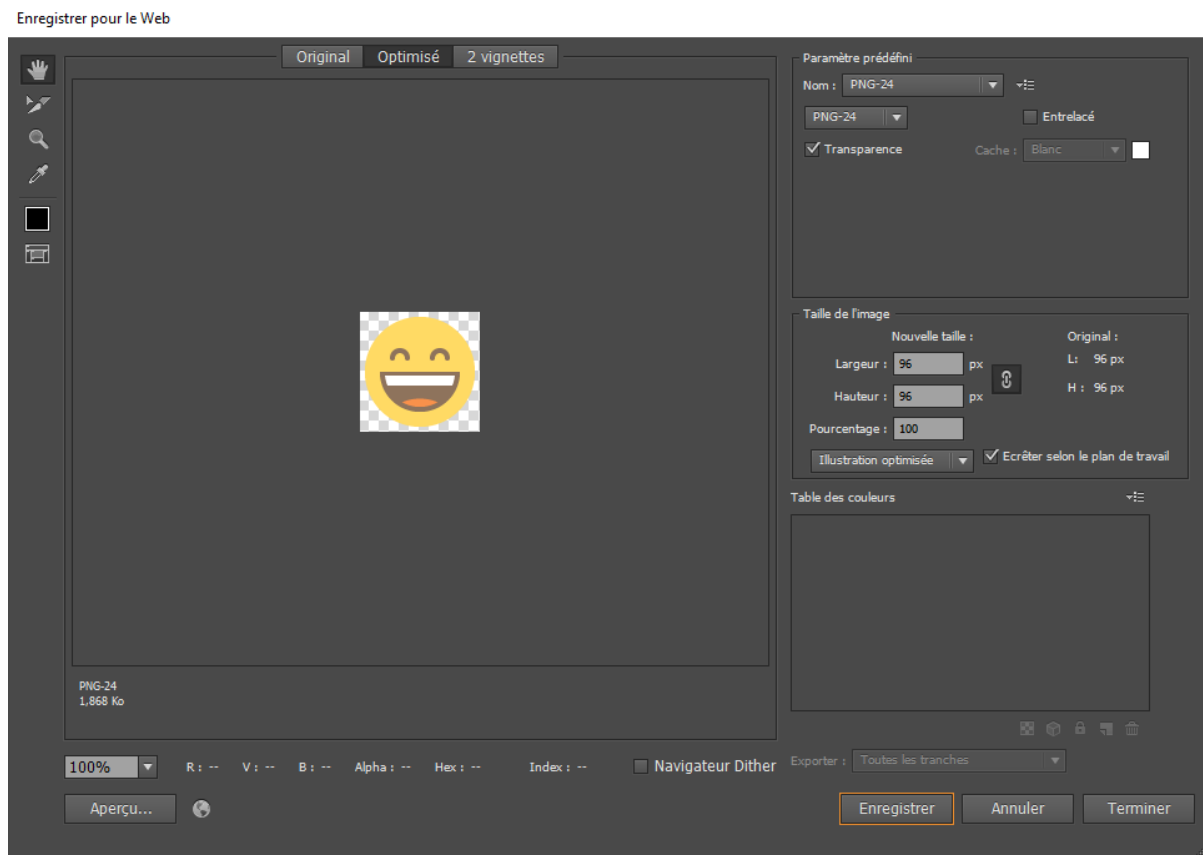 Enregistrer pour le Web
Original Optimisé 2 vignettes
Paramètre prédéfini
Nom : PNG-24
PNG-24 Entrelacé
Transparence Cache : Blanc
Taille de l'image
Nouvelle taille : Original :
Largeur : 96 px L: 96 px
Hauteur : 96 px H : 96 px
Pourcentage : 100
Illustration optimisée Ecrêter selon le plan de travail
Table des couleurs
PNG-24
1,868 Ko
100% R : -- V : -- B : -- Alpha : -- Hex : -- Index : -- Navigateur Dither
Exporter : Toutes les tranches
Aperçu... Enregistrer Annuler Terminer